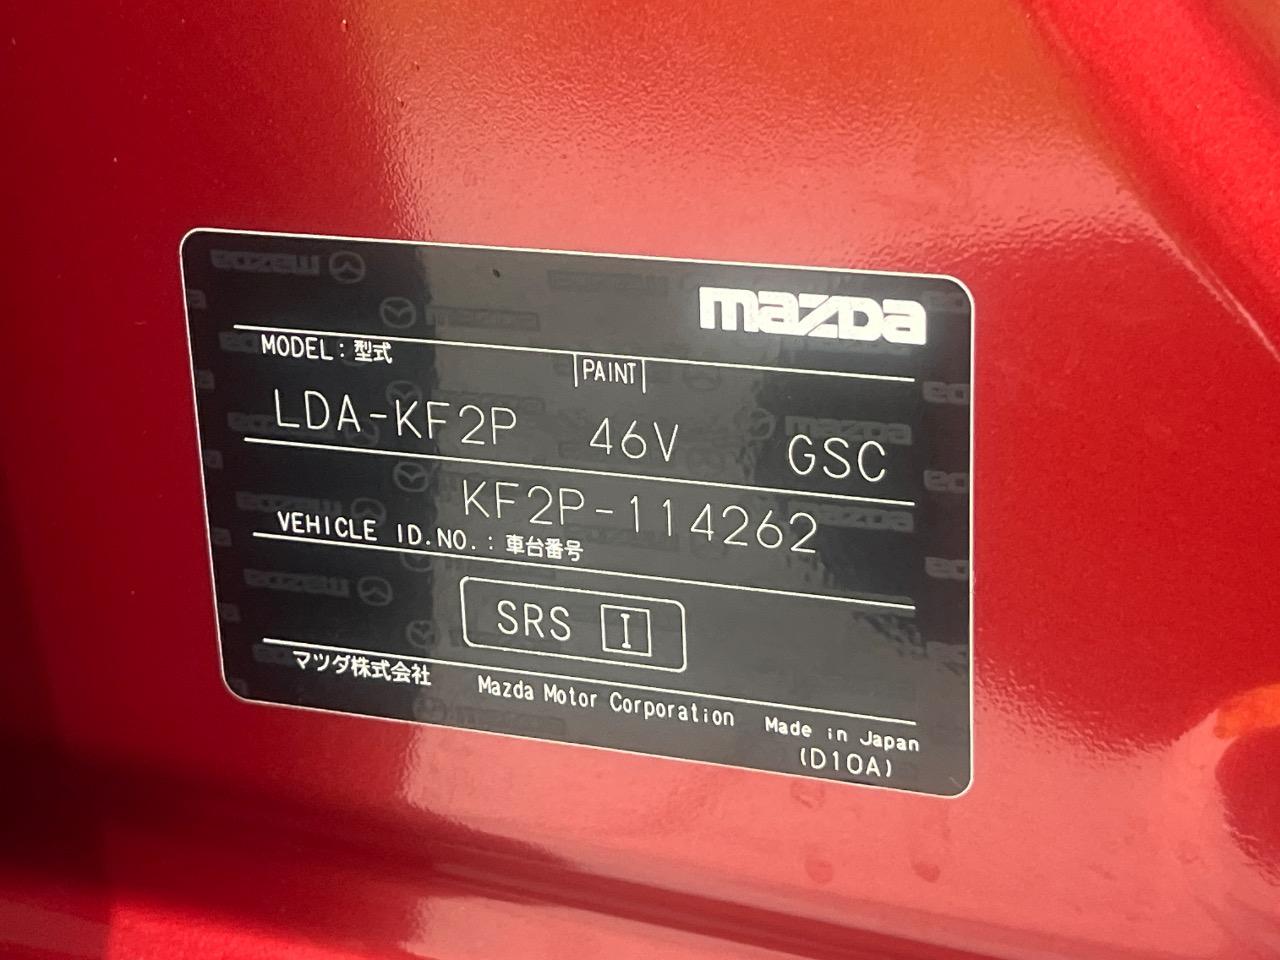 mazda
MODEL : 型式
PAINT
LDA-KF2P 46V GSC
KF2P-114262
VEHICLE ID.NO. : 車台番号
SRS I
マツダ株式会社 Mazda Motor Corporation Made in Japan
(D10A)